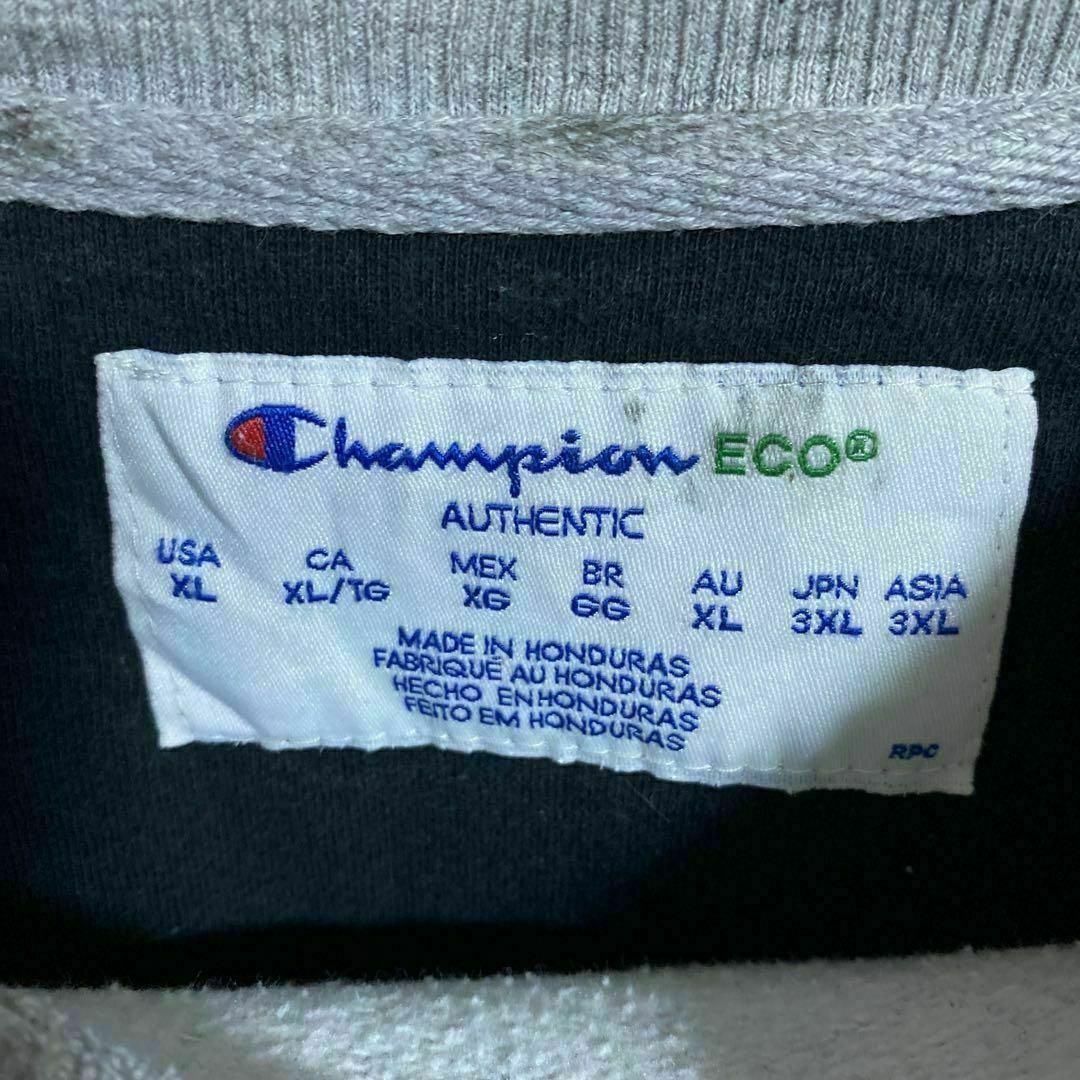 Champion ECO®
AUTHENTIC
USA CA MEX BR AU JPN ASIA
XL XL/TG XG GG XL 3XL 3XL
MADE IN HONDURAS
FABRIQUÉ AU HONDURAS
HECHO EN HONDURAS
FEITO EM HONDURAS
RPC